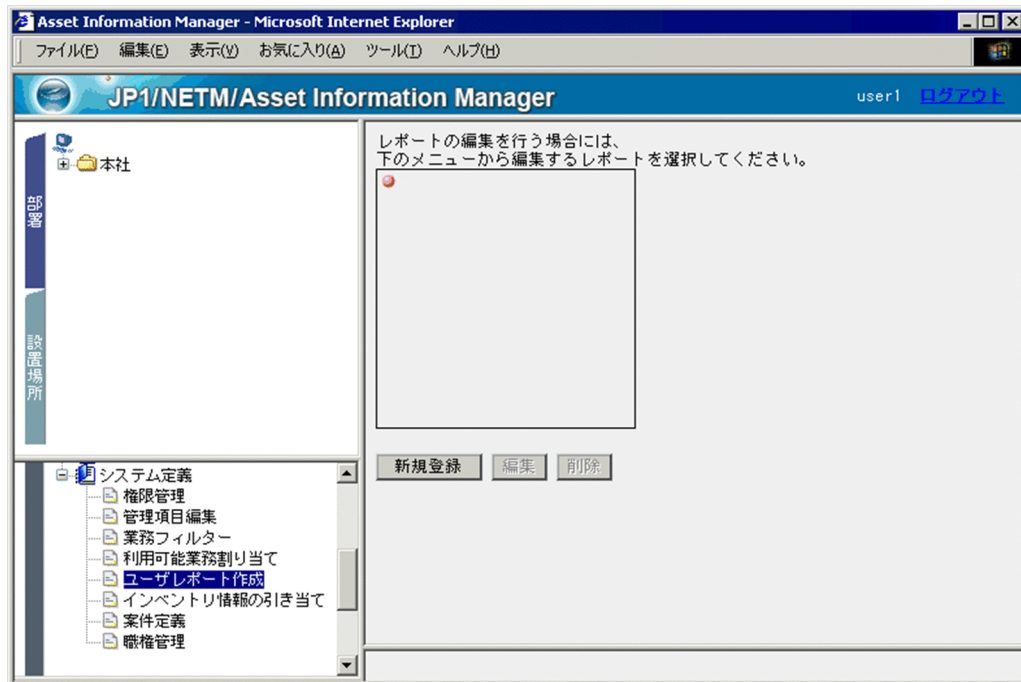 Asset Information Manager - Microsoft Internet Explorer
ファイル(F) 編集(E) 表示(V) お気に入り(A) ツール(T) ヘルプ(H)
JP1/NETM/Asset Information Manager
user1 ログアウト
部署
本社
設置場所
レポートの編集を行う場合には、
下のメニューから編集するレポートを選択してください。
新規登録 編集 削除
システム定義
権限管理
管理項目編集
業務フィルター
利用可能業務割り当て
ユーザレポート作成
インベントリ情報の引き当て
案件定義
職権管理